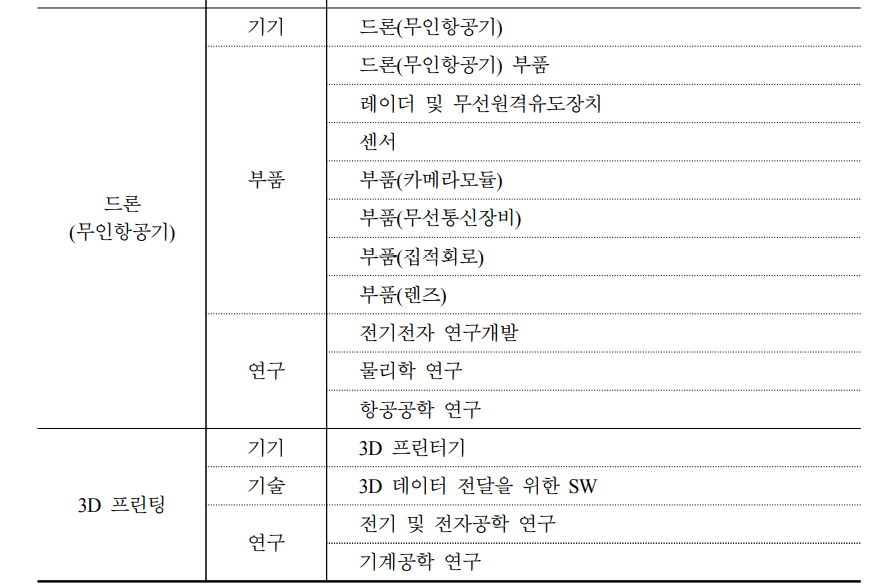 기기 드론(무인항공기)
드론(무인항공기) 부품
레이더 및 무선원격유도장치
센서
부품 부품(카메라모듈)
드론
(무인항공기)
부품(무선통신장비)
부품(집적회로)
부품(렌즈)
전기전자 연구개발
연구 물리학 연구
항공공학 연구
3D 프린팅
기기 3D 프린터기
기술 3D 데이터 전달을 위한 SW
연구
전기 및 전자공학 연구
기계공학 연구